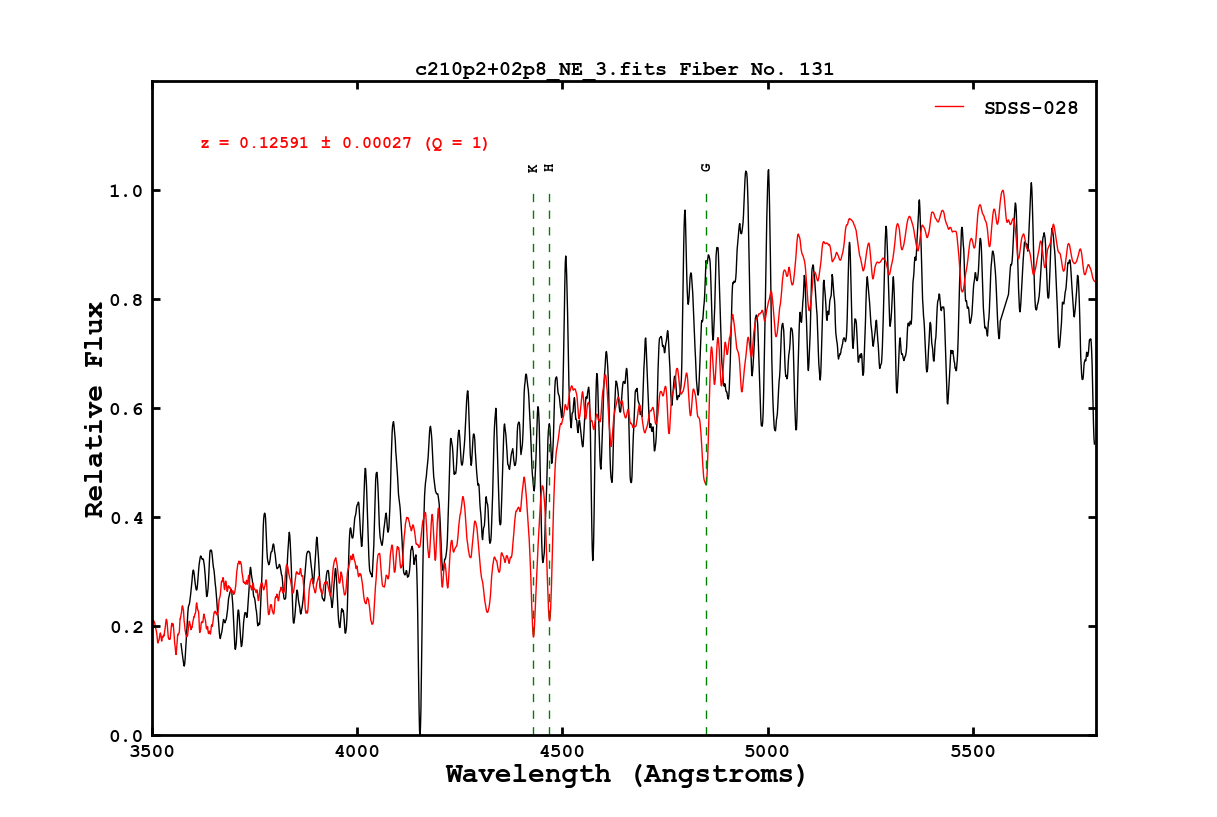 c210p2+02p8_NE_3.fits Fiber No. 131
SDSS-028
z = 0.12591 ± 0.00027 (Q = 1)
K H G
1.0
0.8
0.6
0.4
0.2
0.0
Relative Flux
3500 4000 4500 5000 5500
Wavelength (Angstroms)